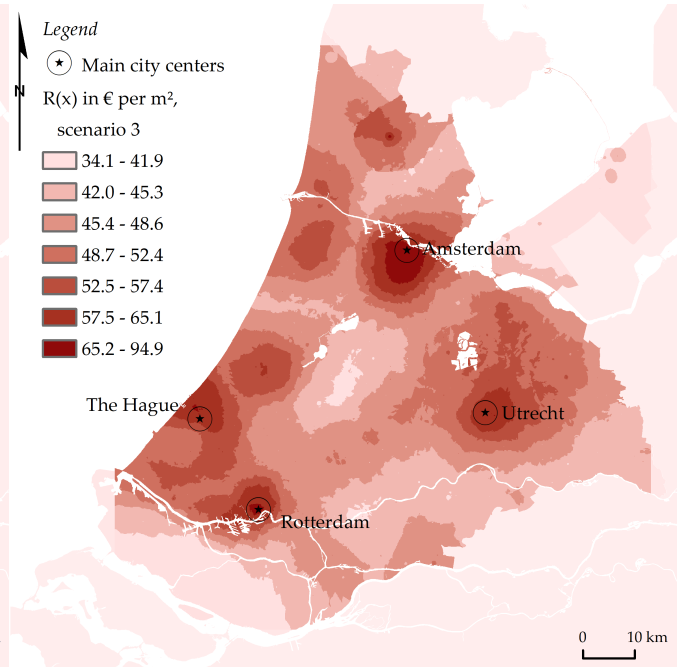 Legend
Main city centers
N
R(x) in € per m²,
scenario 3
34.1 - 41.9
42.0 - 45.3
45.4 - 48.6
48.7 - 52.4
52.5 - 57.4
57.5 - 65.1
65.2 - 94.9
Amsterdam
The Hague
Utrecht
Rotterdam
0 10 km